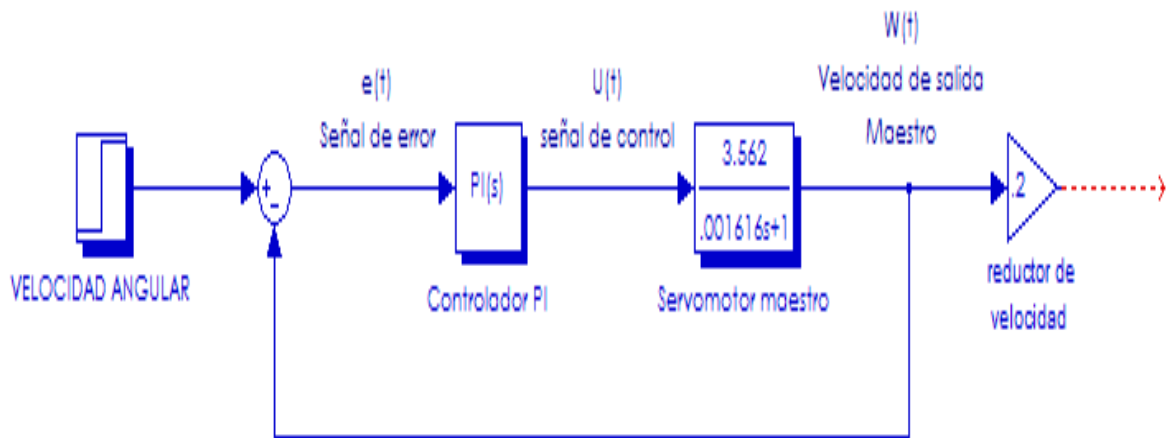 W(t)
Velocidad de salida
Maestro
e(t)
Señal de error
U(t)
señal de control
+
−
PI(s)
3.562
.001616s+1
.2
VELOCIDAD ANGULAR
Controlador PI
Servomotor maestro
reductor de
velocidad